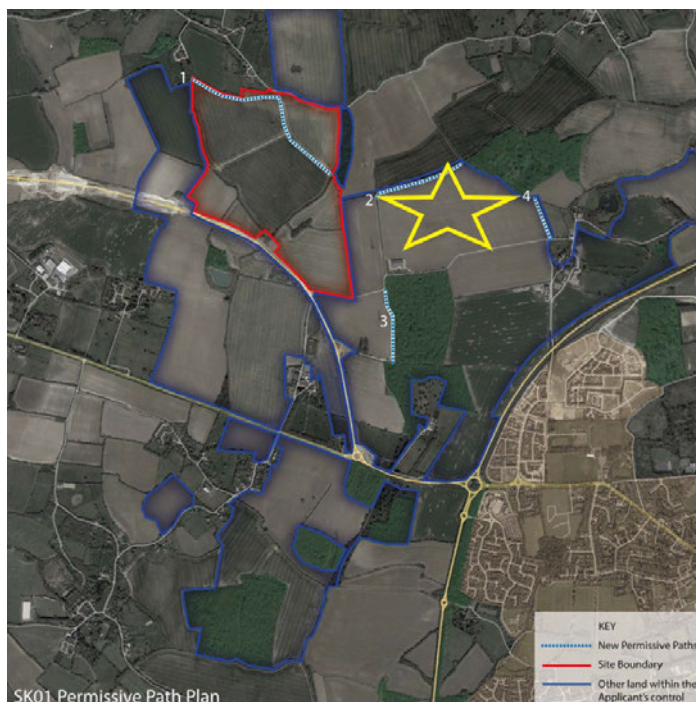 1
2
4
3
KEY
New Permissive Paths
Site Boundary
Other land within the
Applicant's control
SK01 Permissive Path Plan